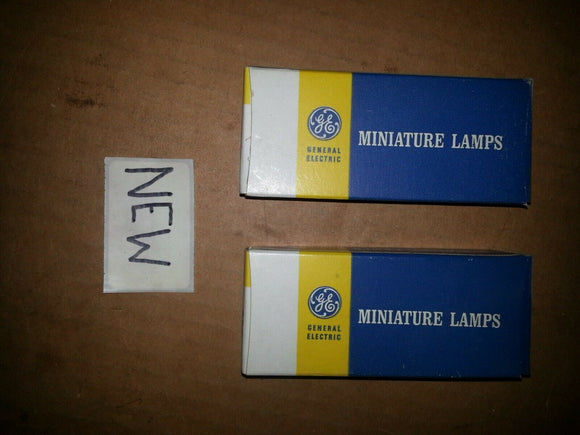 NEW
GE
GENERAL
ELECTRIC
MINIATURE LAMPS
GE
GENERAL
ELECTRIC
MINIATURE LAMPS